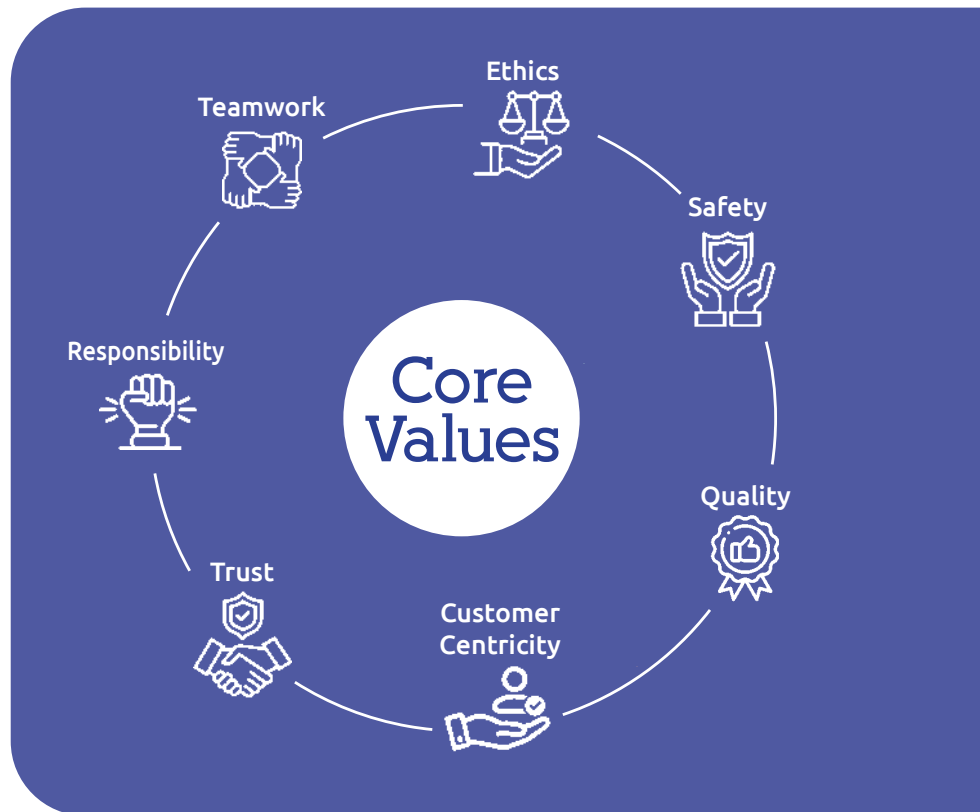 Ethics
Teamwork
Safety
Responsibility
Core
Values
Quality
Trust
Customer
Centricity